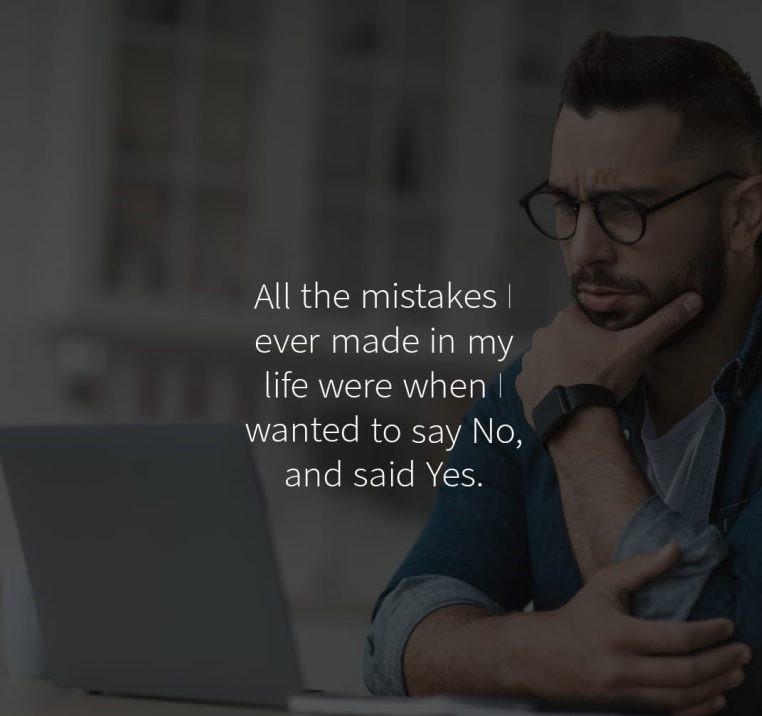 All the mistakes I
ever made in my
life were when I
wanted to say No,
and said Yes.